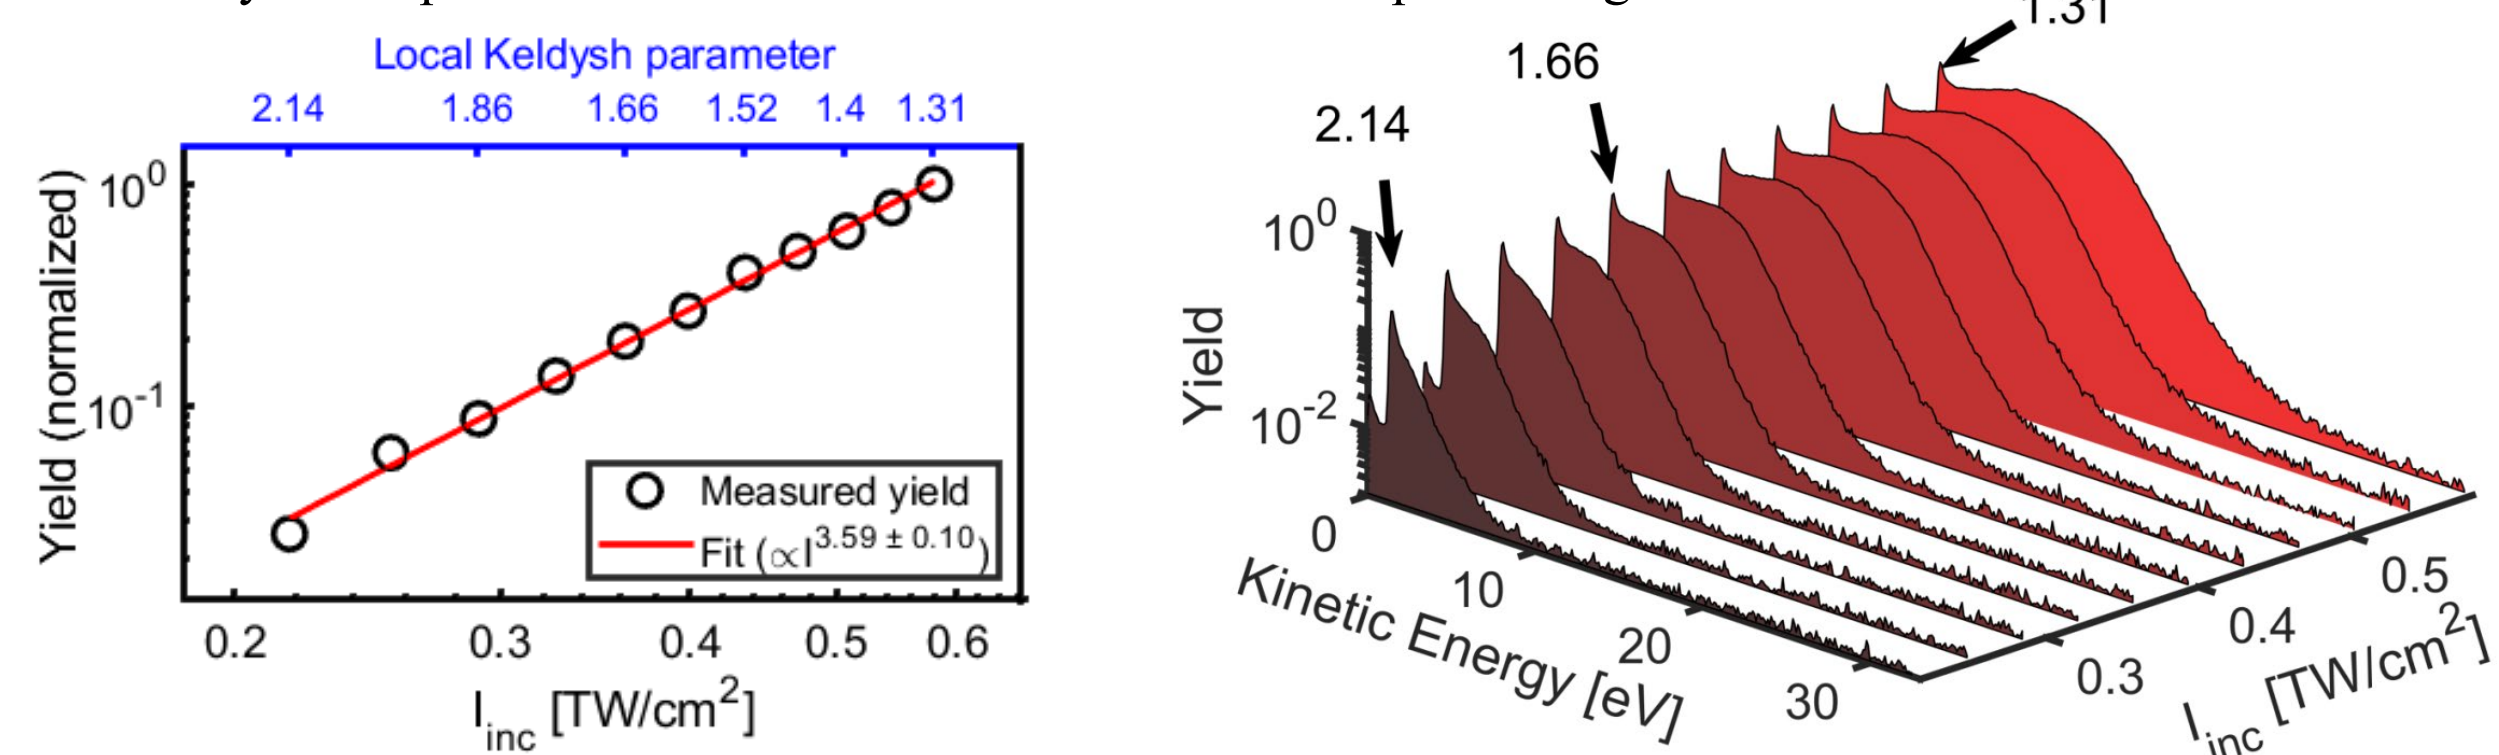 Local Keldysh parameter
2.14 1.86 1.66 1.52 1.4 1.31
Yield (normalized)
10^0
10^-1
Measured yield
Fit (∝I^3.59 ± 0.10)
0.2 0.3 0.4 0.5 0.6
I_inc [TW/cm^2]
1.31
1.66
2.14
Yield
10^0
10^-2
0
10
20
30
Kinetic Energy [eV]
0.3
0.4
0.5
I_inc [TW/cm^2]